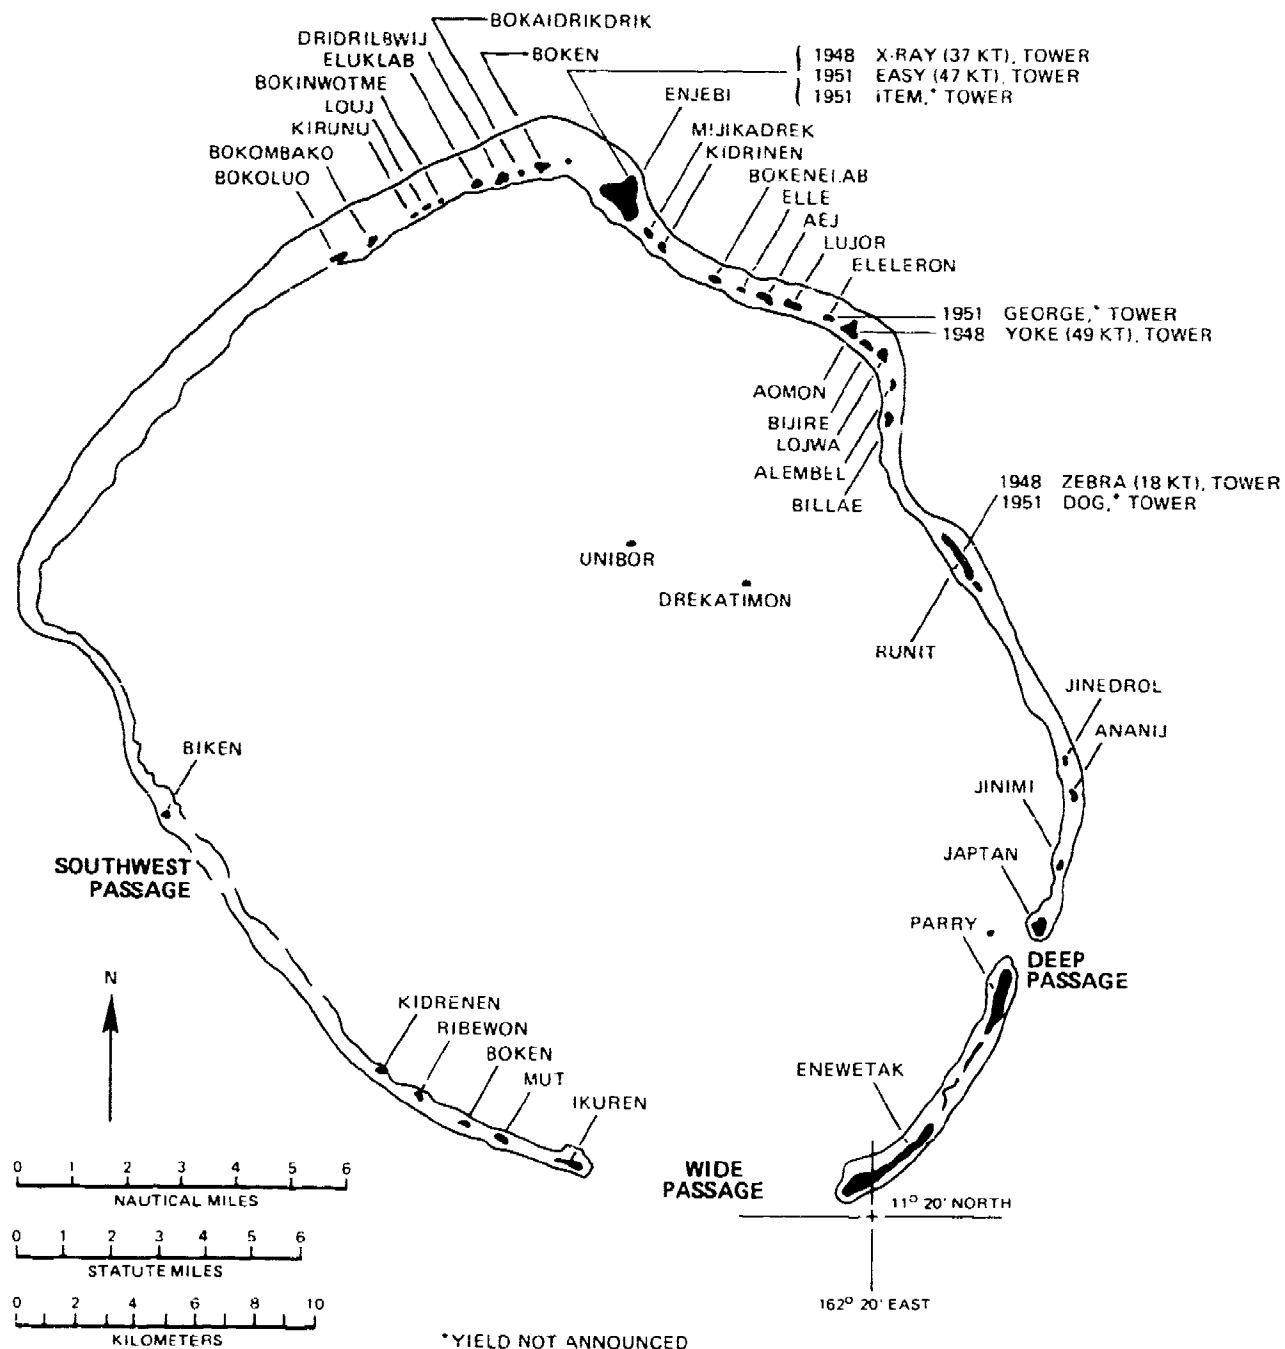 BOKAIDRIKDRIK
DRIDRILBWIJ
BOKEN
ELUKLAB
BOKINWOTME
LOUJ
KIRUNU
BOKOMBAKO
BOKOLUO
1948 X-RAY (37 KT), TOWER
1951 EASY (47 KT), TOWER
1951 ITEM,* TOWER
ENJEBI
MIJIKADREK
KIDRINEN
BOKENELAB
ELLE
AEJ
LUJOR
ELELERON
1951 GEORGE,* TOWER
1948 YOKE (49 KT), TOWER
AOMON
BIJIRE
LOJWA
ALEMBEL
BILLAE
1948 ZEBRA (18 KT), TOWER
1951 DOG,* TOWER
UNIBOR
DREKATIMON
RUNIT
JINEDROL
ANANIJ
BIKEN
JINIMI
JAPTAN
SOUTHWEST
PASSAGE
PARRY
DEEP
PASSAGE
N
KIDRENEN
RIBEWON
BOKEN
MUT
IKUREN
ENEWETAK
WIDE
PASSAGE
11° 20' NORTH
162° 20' EAST
0 1 2 3 4 5 6
NAUTICAL MILES
0 1 2 3 4 5 6
STATUTE MILES
0 2 4 6 8 10
KILOMETERS
*YIELD NOT ANNOUNCED